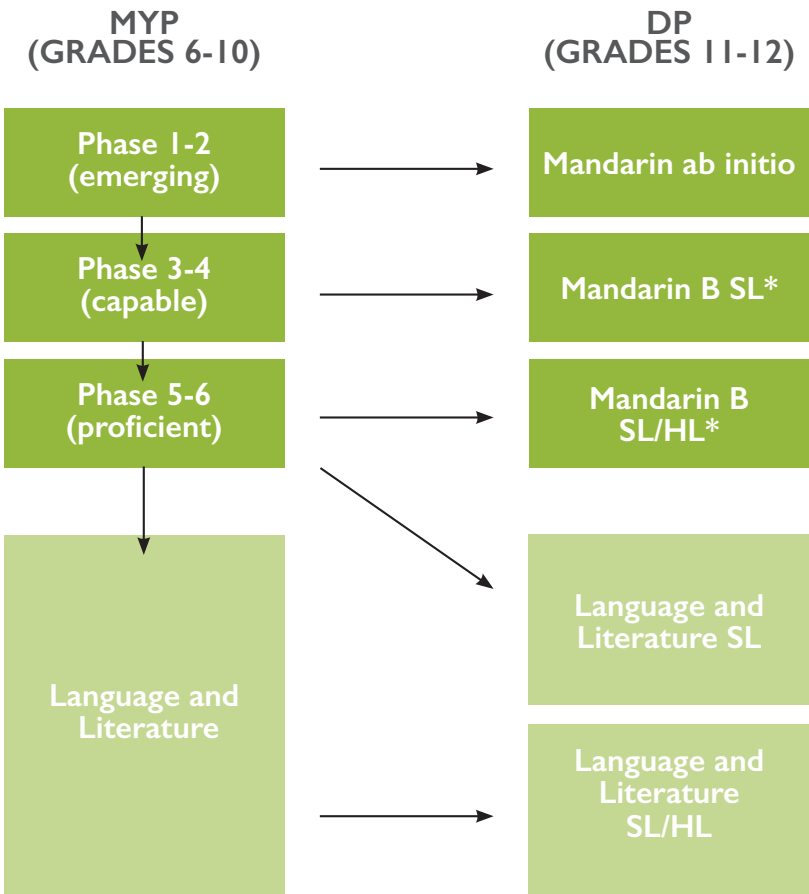 MYP
(GRADES 6-10)
DP
(GRADES 11-12)
Phase 1-2
(emerging)
Mandarin ab initio
Phase 3-4
(capable)
Mandarin B SL*
Phase 5-6
(proficient)
Mandarin B
SL/HL*
Language and
Literature
Language and
Literature SL
Language and
Literature
SL/HL